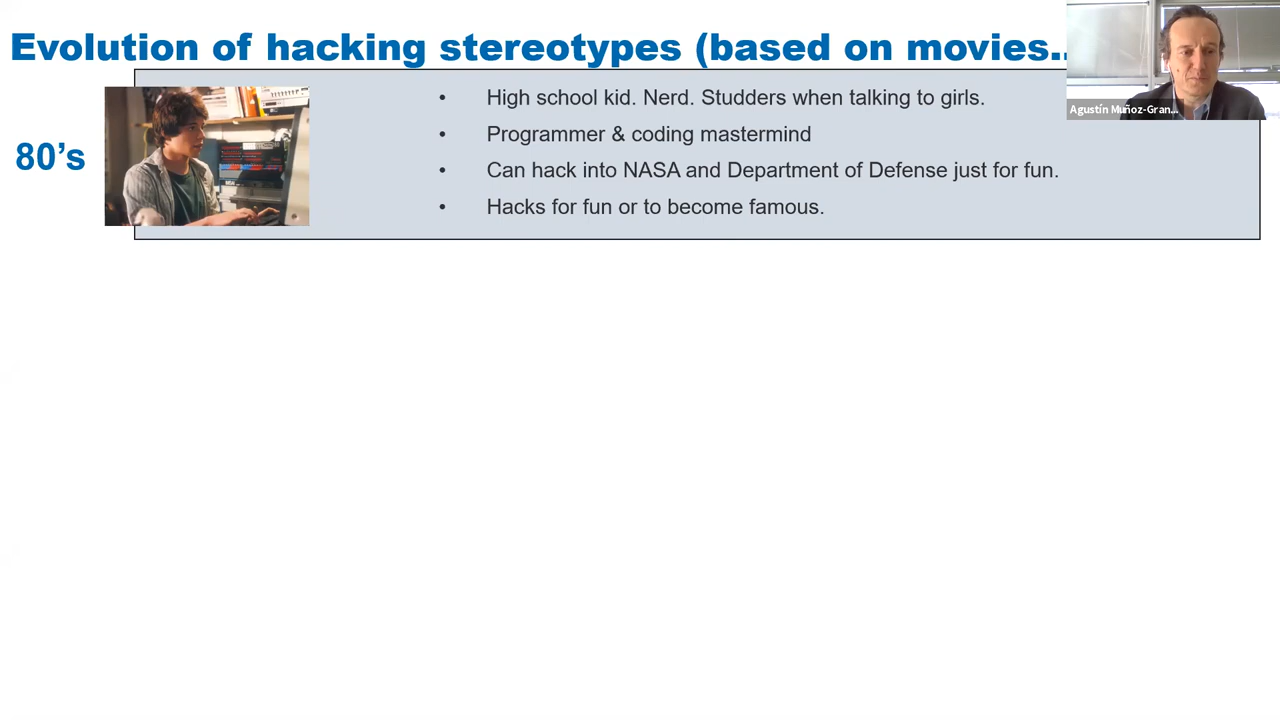 Evolution of hacking stereotypes (based on movies..
Agustín Muñoz-Gran...
80's
• High school kid. Nerd. Studders when talking to girls.
• Programmer & coding mastermind
• Can hack into NASA and Department of Defense just for fun.
• Hacks for fun or to become famous.